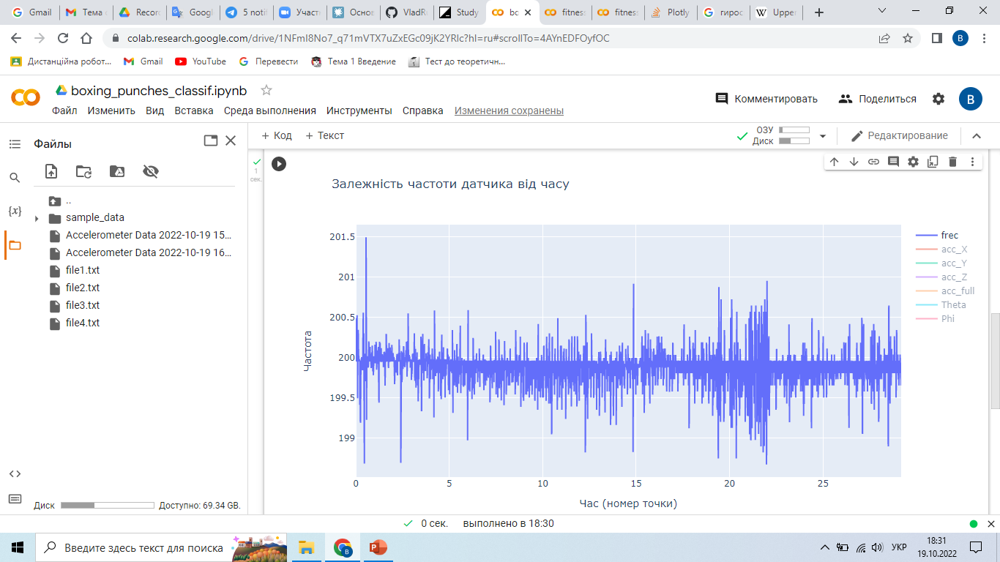 Gmail
Тема
Record
Googl
5 notif
Участ
Основ
VladR
Study
bc
fitness
fitness
Plotly
гирос
Upper
colab.research.google.com/drive/1NFmI8No7_q71mVTX7uZxEGc09jK2YRlc?hl=ru#scrollTo=4AYnEDFOyfOC
B
Дистанційна робот...
Gmail
YouTube
Перевести
Тема 1 Введение
Тест до теоретичн...
boxing_punches_classif.ipynb
Комментировать
Поделиться
B
Файл Изменить Вид Вставка Среда выполнения Инструменты Справка Изменения сохранены
Файлы
+ Код + Текст
ОЗУ
Диск
Редактирование
..
sample_data
Accelerometer Data 2022-10-19 15...
Accelerometer Data 2022-10-19 16...
file1.txt
file2.txt
file3.txt
file4.txt
{x}
Диск
Доступно: 69.34 GB.
1
сек.
Залежність частоти датчика від часу
Частота
201.5
201
200.5
200
199.5
199
0 5 10 15 20 25
Час (номер точки)
frec
acc_X
acc_Y
acc_Z
acc_full
Theta
Phi
0 сек. выполнено в 18:30
Введите здесь текст для поиска
B
P
УКР
18:31
19.10.2022